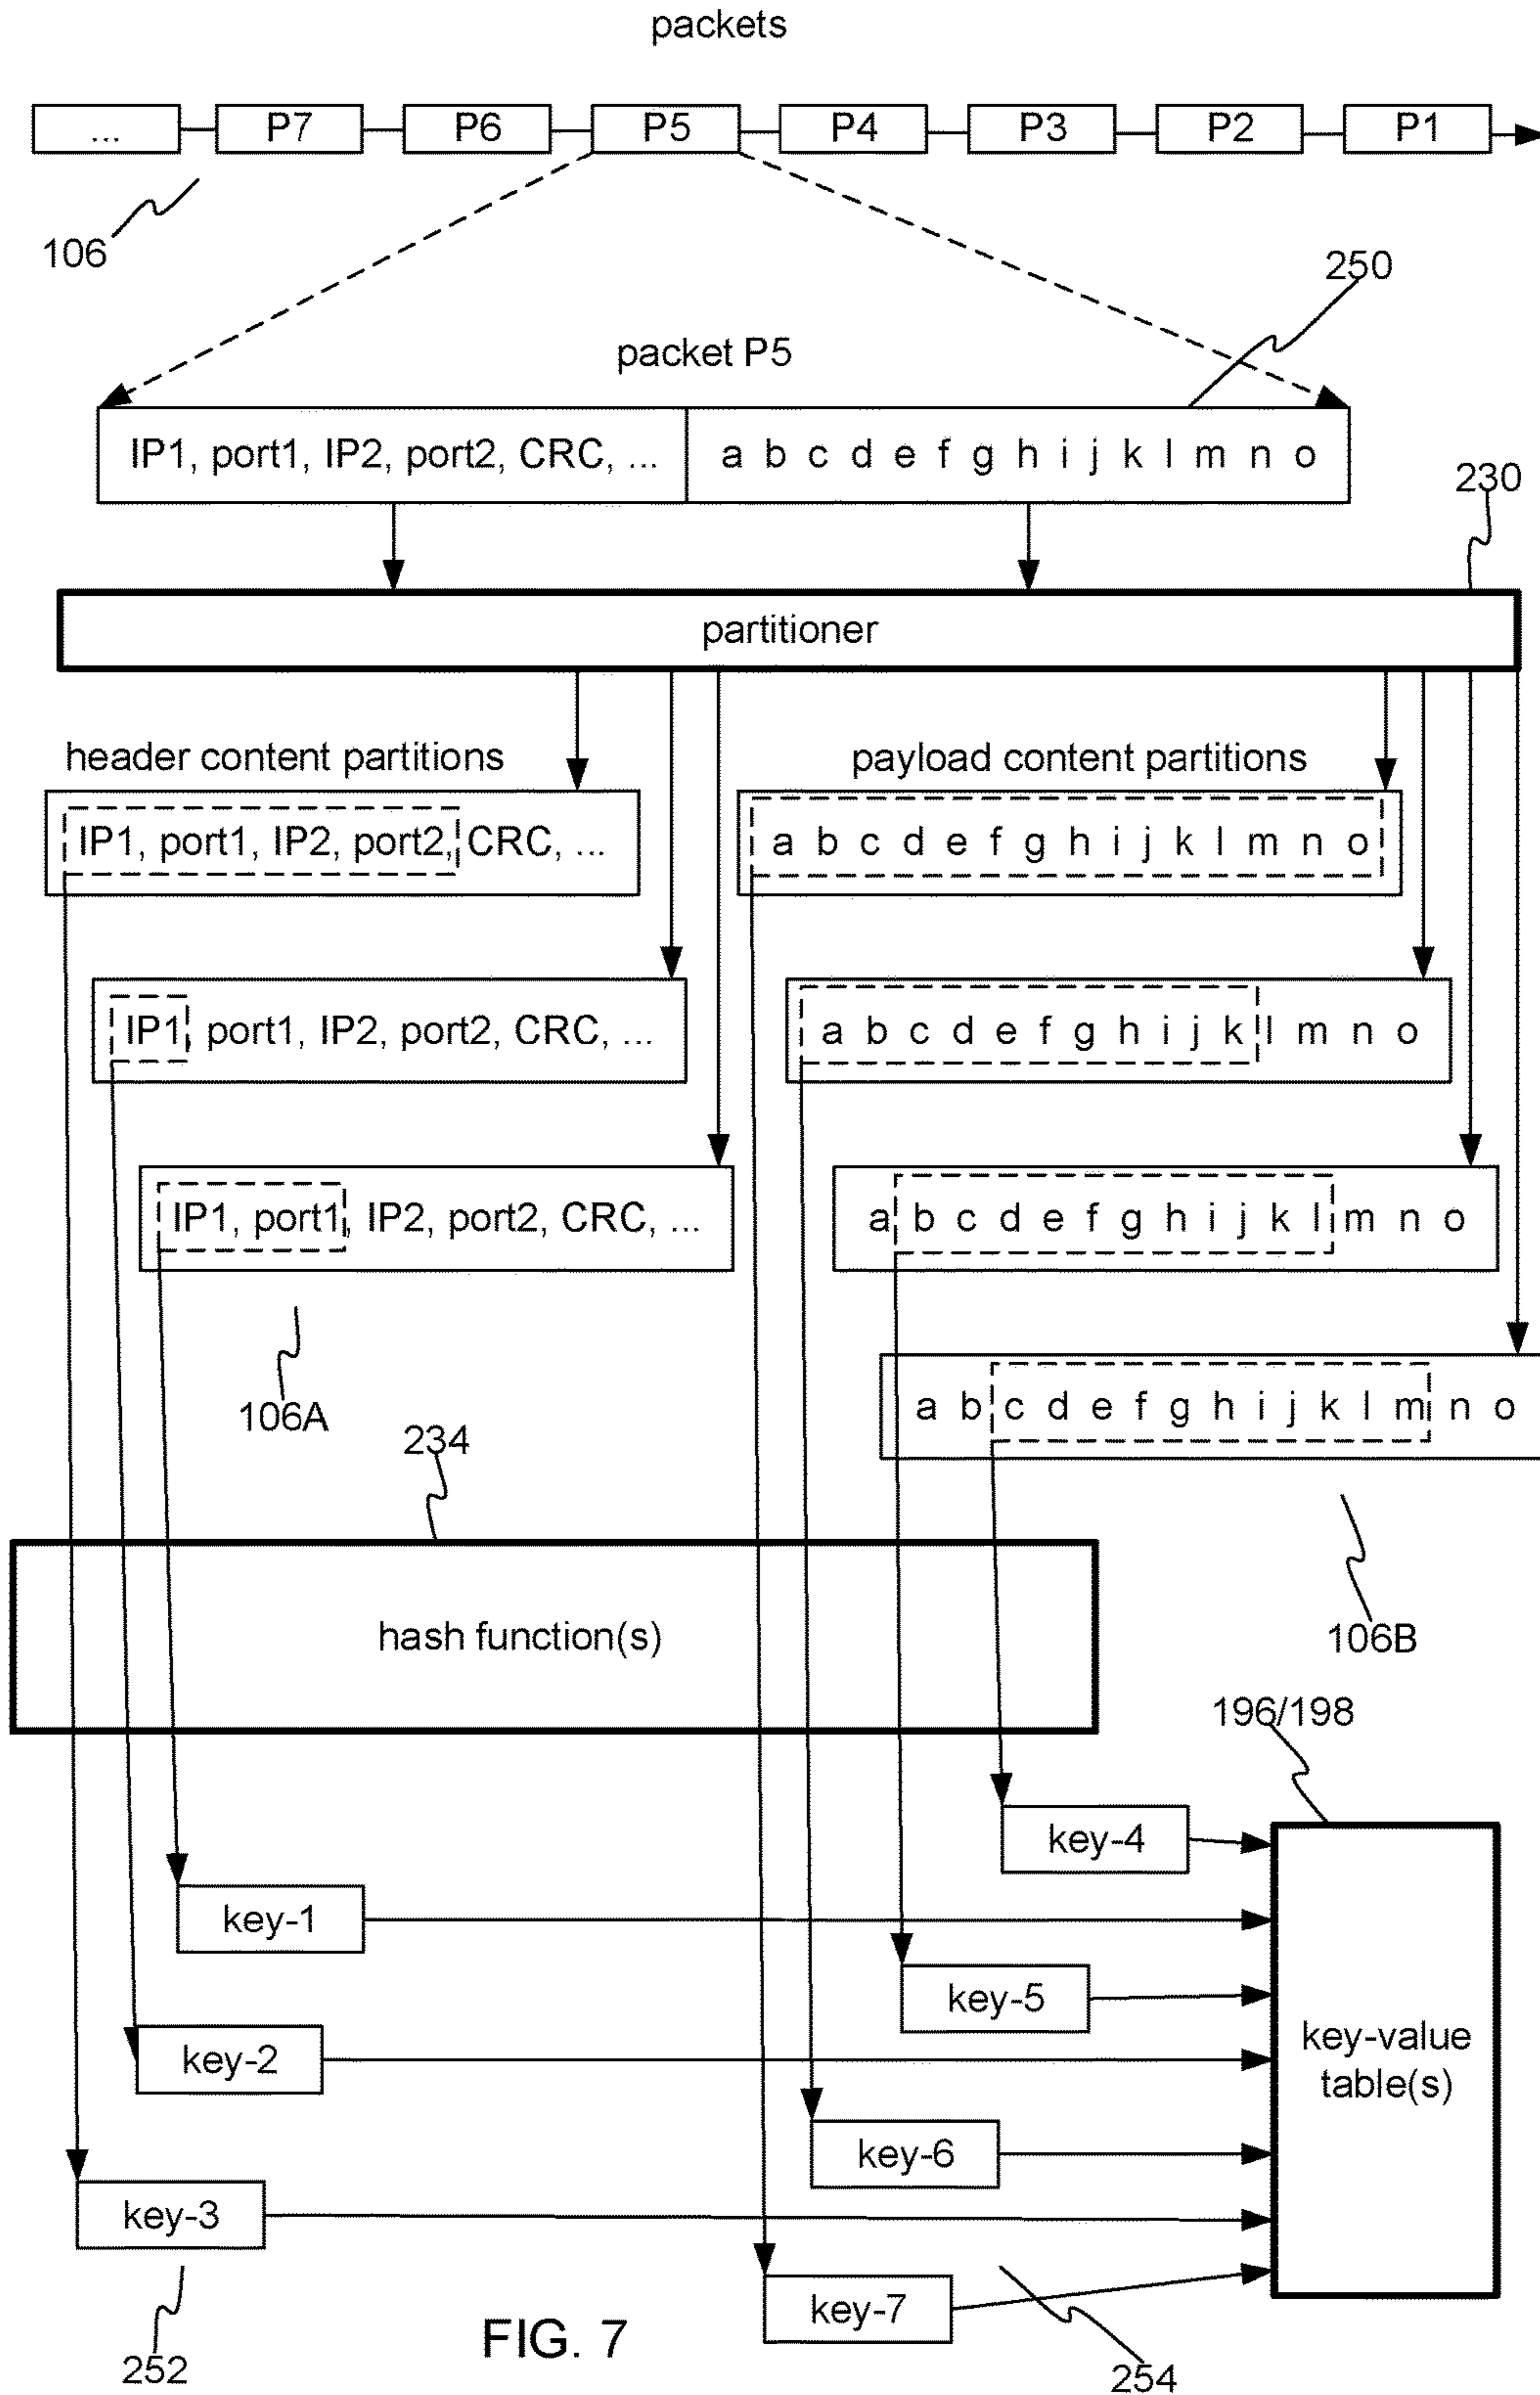 packets
... P7 P6 P5 P4 P3 P2 P1
106
250
packet P5
IP1, port1, IP2, port2, CRC, ... a b c d e f g h i j k l m n o
230
partitioner
header content partitions
payload content partitions
IP1, port1, IP2, port2, CRC, ...
a b c d e f g h i j k l m n o
IP1, port1, IP2, port2, CRC, ...
a b c d e f g h i j k l m n o
IP1, port1, IP2, port2, CRC, ...
a b c d e f g h i j k l m n o
106A
a b c d e f g h i j k l m n o
234
hash function(s)
106B
196/198
key-4
key-1
key-5
key-2
key-value
table(s)
key-6
key-3
key-7
FIG. 7
252
254